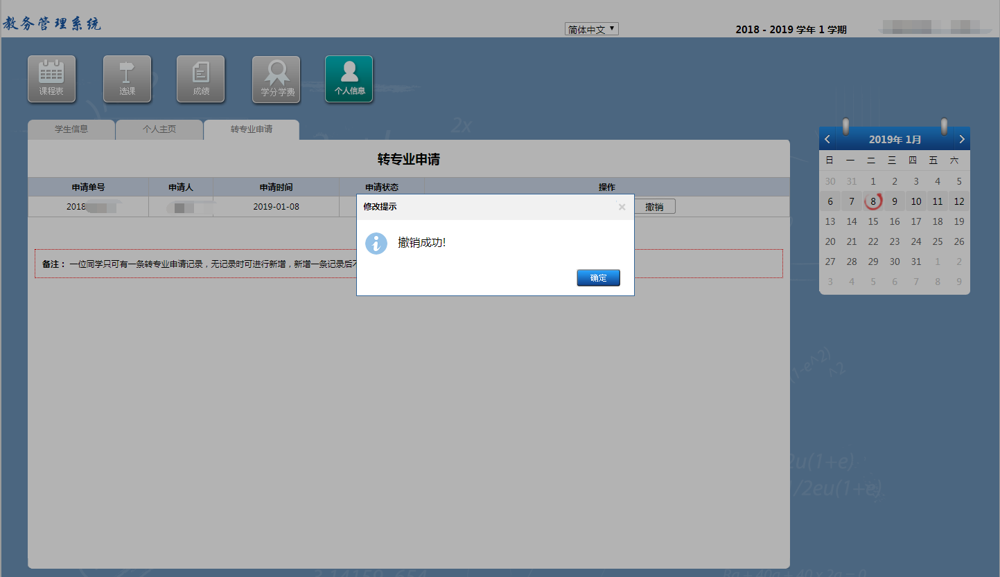 教务管理系统
简体中文
2018 - 2019 学年 1 学期
课程表
选课
成绩
学分学费
个人信息
学生信息
个人主页
转专业申请
2x
转专业申请
申请单号
申请人
申请时间
申请状态
操作
2018
2019-01-08
撤销
修改提示
×
撤销成功!
确定
备注： 一位同学只可有一条转专业申请记录，无记录时可进行新增，新增一条记录后
2019年 1月
日 一 二 三 四 五 六
30 31 1 2 3 4 5
6 7 8 9 10 11 12
13 14 15 16 17 18 19
20 21 22 23 24 25 26
27 28 29 30 31 1 2
3 4 5 6 7 8 9
(1-e^2)
^2
2u(1+e)
/2eu(1+e)